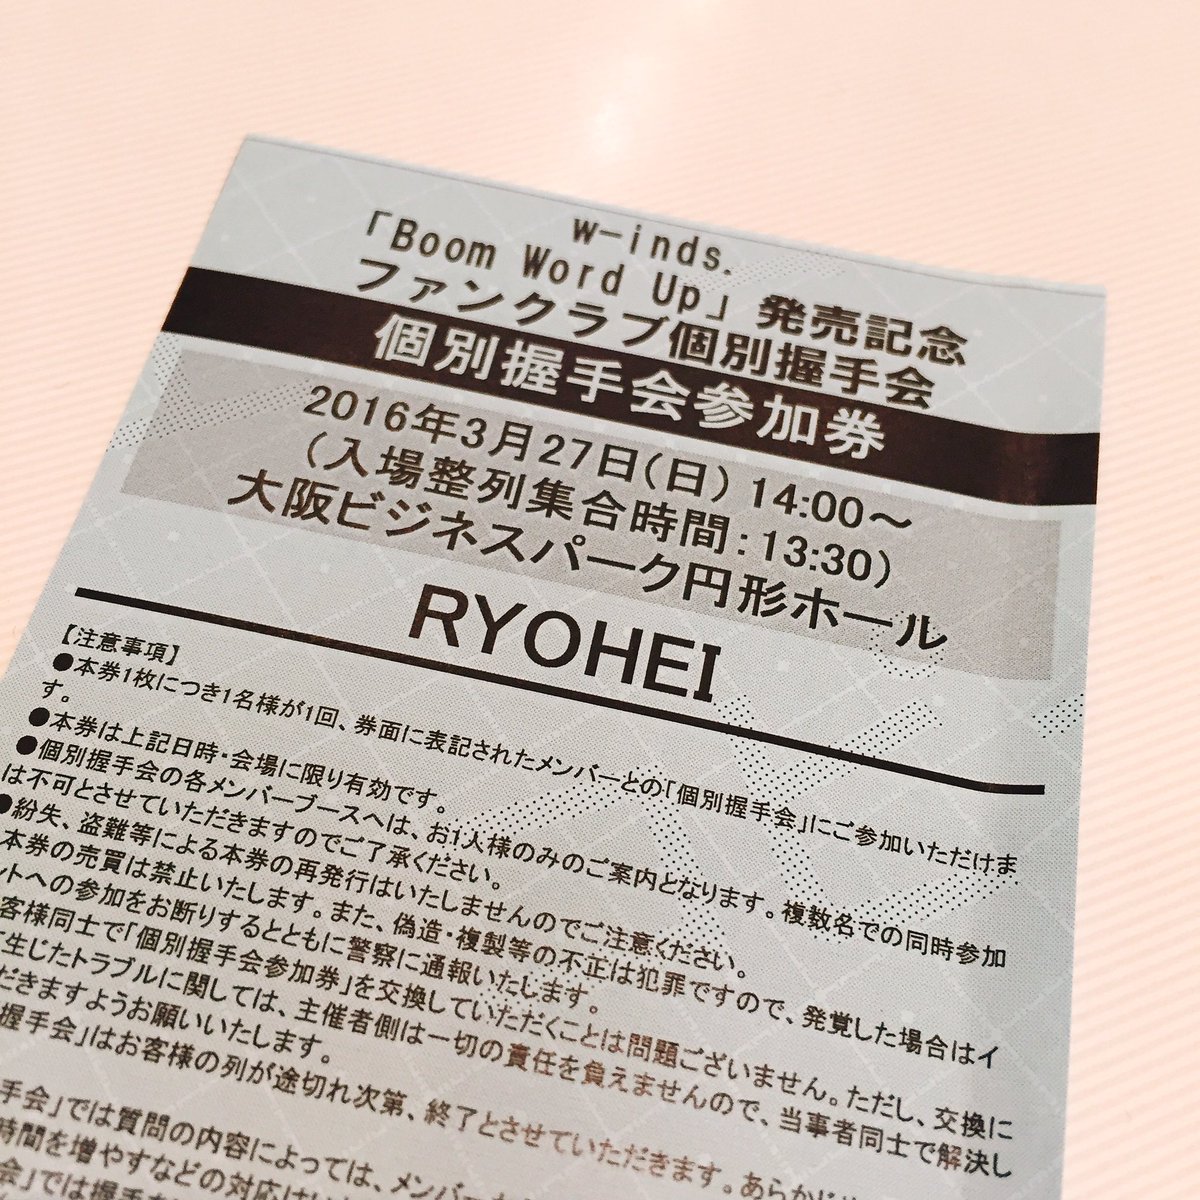 w-inds.
「Boom Word Up」発売記念
ファンクラブ個別握手会
個別握手会参加券
2016年3月27日(日) 14:00～
(入場整列集合時間:13:30)
大阪ビジネスパーク円形ホール
RYOHEI
【注意事項】
●本券1枚につき1名様が1回、券面に表記されたメンバーとの「個別握手会」にご参加いただけま
す。
●本券は上記日時・会場に限り有効です。
●個別握手会の各メンバーブースへは、お1人様のみのご案内となります。複数名での同時参加
は不可とさせていただきますのでご了承ください。
●紛失、盗難等による本券の再発行はいたしませんのでご注意ください。
本券の売買は禁止いたします。また、偽造・複製等の不正は犯罪ですので、発覚した場合はイ
ントへの参加をお断りするとともに警察に通報いたします。
客様同士で「個別握手会参加券」を交換していただくことは問題ございません。ただし、交換に
生じたトラブルに関しては、主催者側は一切の責任を負えませんので、当事者同士で解決し
だきますようお願いいたします。
握手会」はお客様の列が途切れ次第、終了とさせていただきます。あらかじめ
手会」では質問の内容によっては、メンバー
時間を増やすなどの対応は
会」では握手